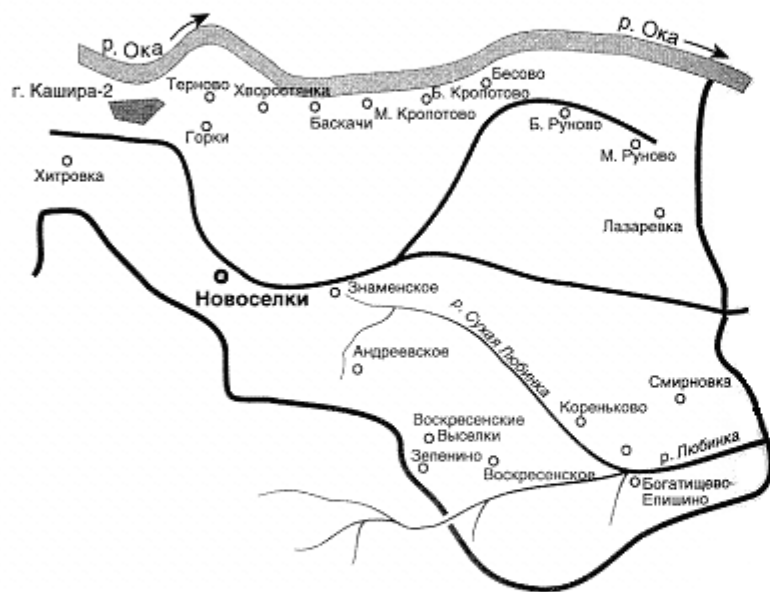 р. Ока
р. Ока
г. Кашира-2
Терново
Хворостянка
Бесово
Б. Кропотово
М. Кропотово
Баскачи
Горки
Б. Руново
М. Руново
Хитровка
Лазаревка
Новоселки
Знаменское
р. Сухая Любинка
Андреевское
Смирновка
Кореньково
Воскресенские
Выселки
Зепенино
Воскресенское
р. Любинка
Богатищево-
Епишино